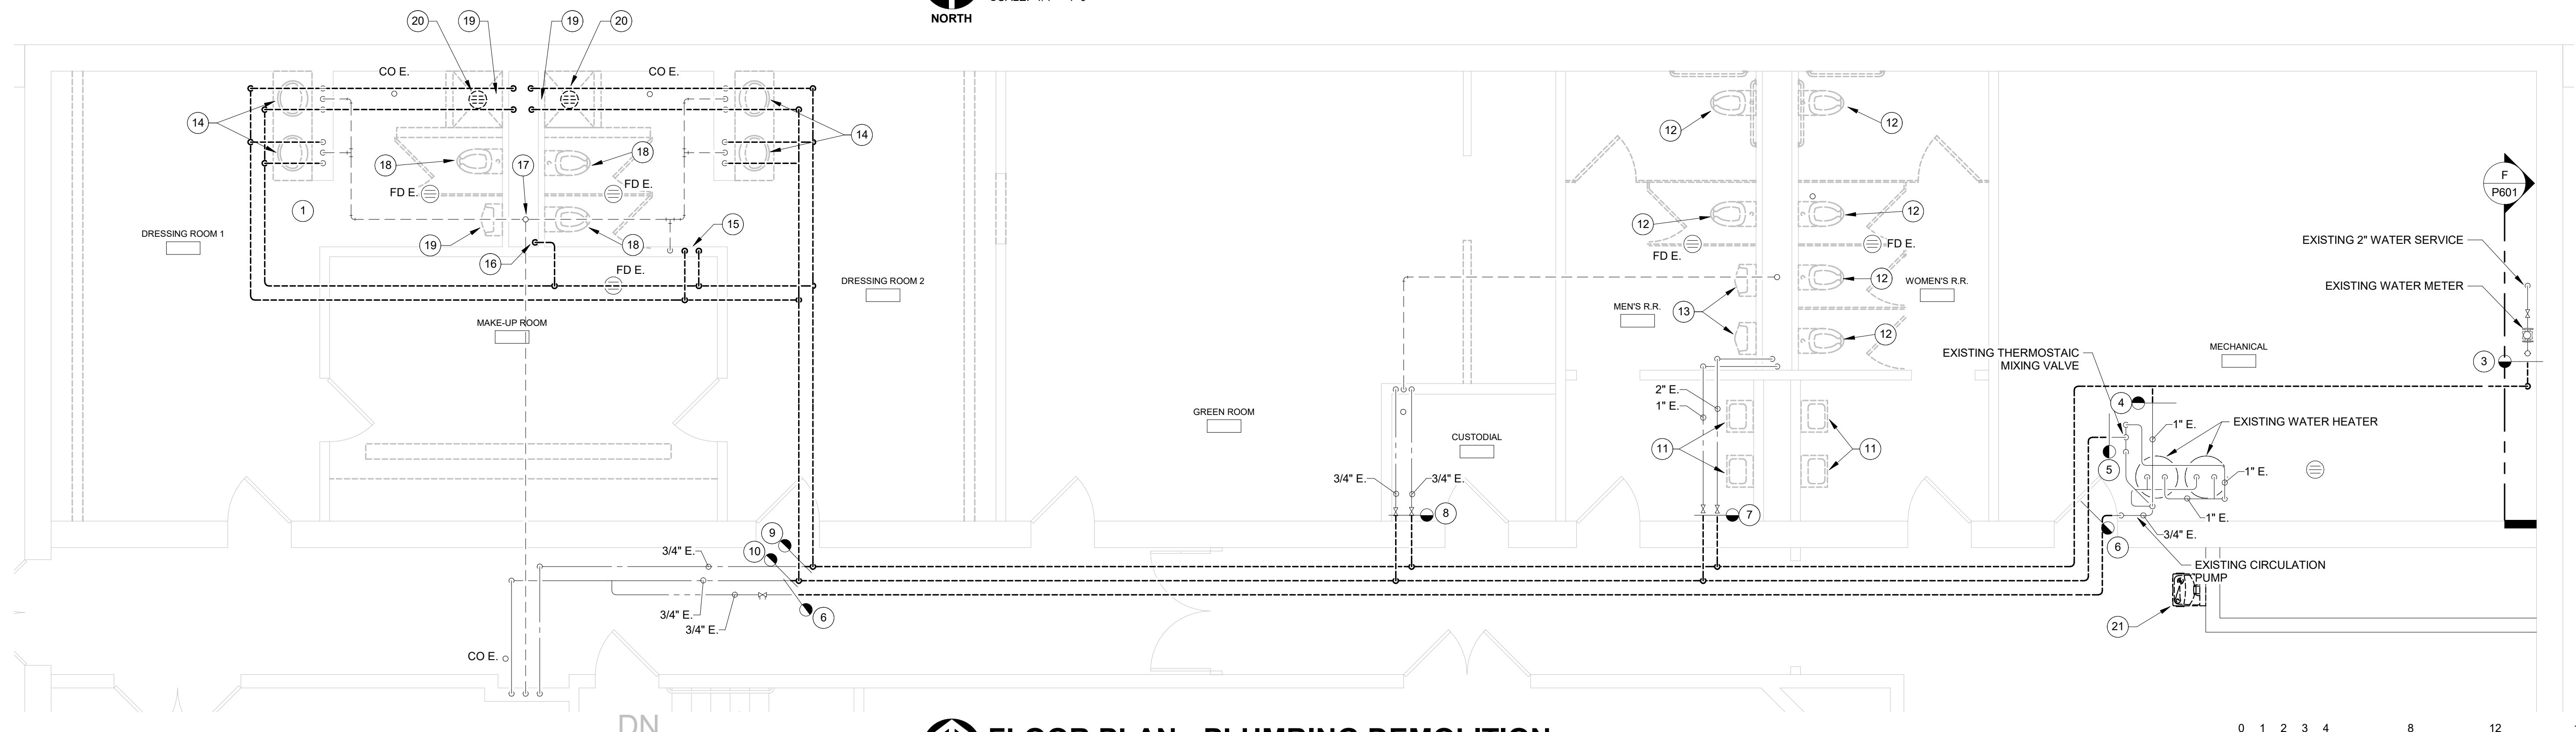 NORTH
20
19
19
20
CO E.
CO E.
14
14
12
12
18
17
18
FD E.
FD E.
1
19
18
15
16
FD E.
DRESSING ROOM 1
DRESSING ROOM 2
MAKE-UP ROOM
12
12
FD E.
FD E.
12
WOMEN'S R.R.
MEN'S R.R.
13
12
F
P601
EXISTING 2" WATER SERVICE
EXISTING WATER METER
EXISTING THERMOSTAIC
MIXING VALVE
MECHANICAL
3
2" E.
1" E.
GREEN ROOM
CUSTODIAL
11
11
4
1" E.
EXISTING WATER HEATER
5
1" E.
3/4" E.
3/4" E.
8
7
1" E.
3/4" E.
6
EXISTING CIRCULATION
PUMP
9
10
3/4" E.
3/4" E.
3/4" E.
6
21
CO E.
DN
FLOOR PLAN - PLUMBING DEMOLITION
0 1 2 3 4 8 12